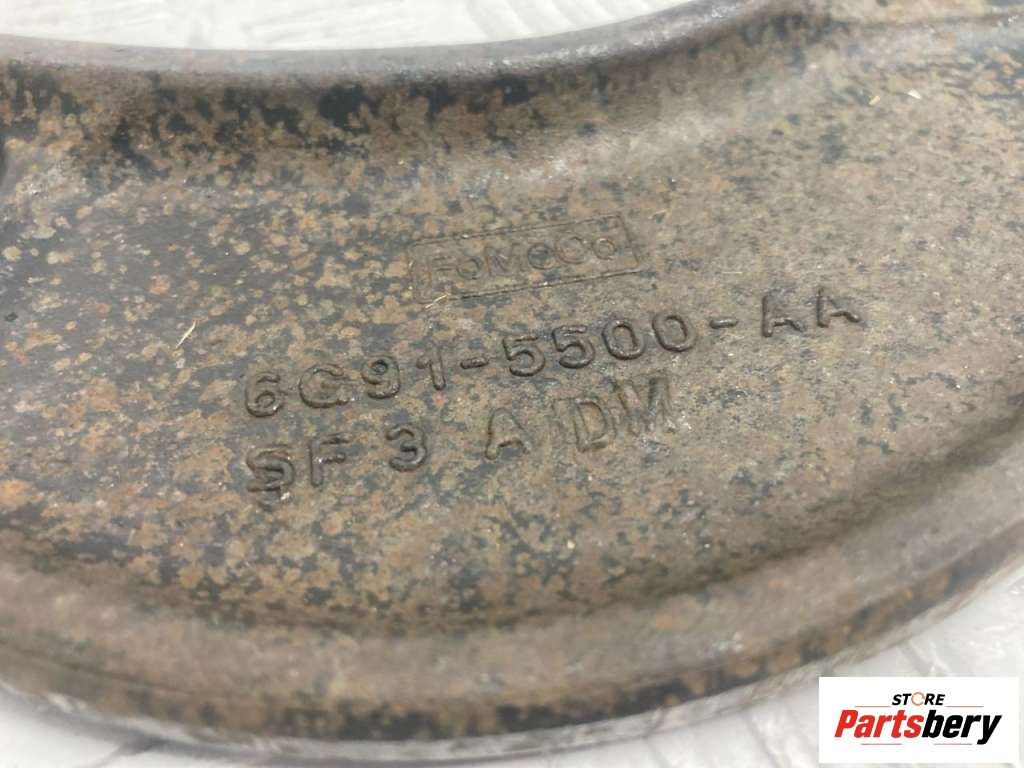 FoMoCo
6G91-5500-AA
SF 3 A DM
STORE
Partsbery